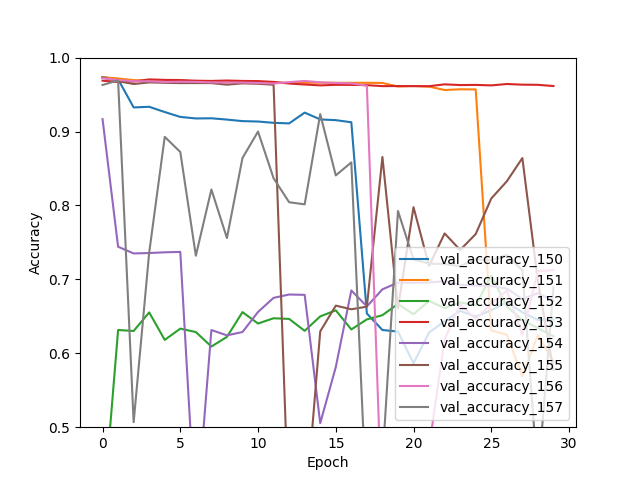 1.0
0.9
0.8
0.7
0.6
0.5
Accuracy
val_accuracy_150
val_accuracy_151
val_accuracy_152
val_accuracy_153
val_accuracy_154
val_accuracy_155
val_accuracy_156
val_accuracy_157
0 5 10 15 20 25 30
Epoch